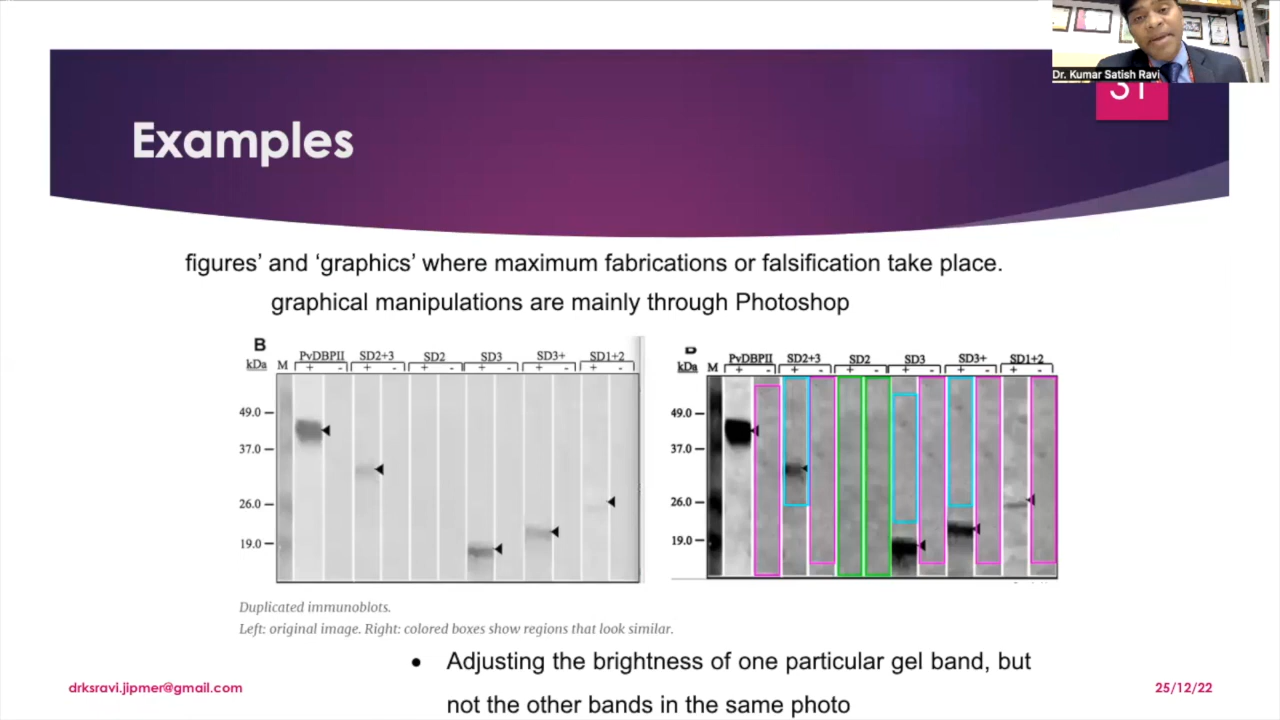 Dr. Kumar Satish Ravi
31
Examples
figures’ and ‘graphics’ where maximum fabrications or falsification take place.
graphical manipulations are mainly through Photoshop
B
kDa M PvDBPII SD2+3 SD2 SD3 SD3+ SD1+2
+ - + - + - + - + - + -
49.0
37.0
26.0
19.0
kDa M PvDBPII SD2+3 SD2 SD3 SD3+ SD1+2
+ - + - + - + - + - + -
49.0
37.0
26.0
19.0
Duplicated immunoblots.
Left: original image. Right: colored boxes show regions that look similar.
• Adjusting the brightness of one particular gel band, but
not the other bands in the same photo
drksravi.jipmer@gmail.com
25/12/22